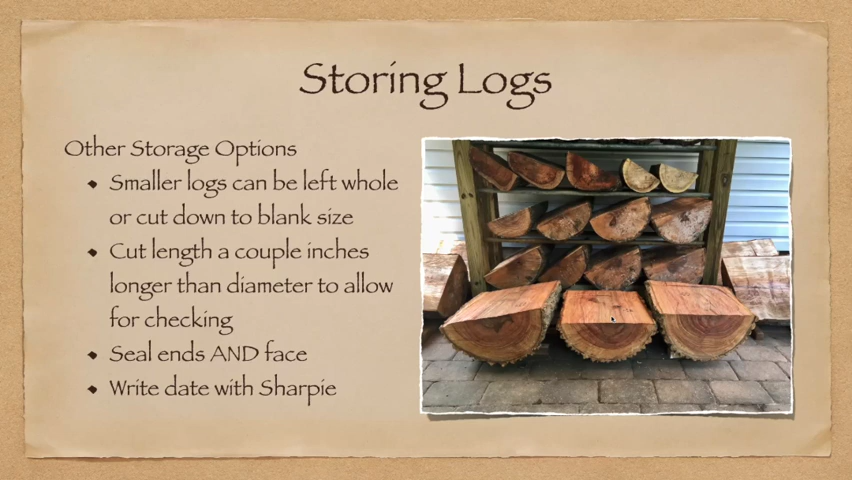 Storing Logs
Other Storage Options
Smaller logs can be left whole
or cut down to blank size
Cut length a couple inches
longer than diameter to allow
for checking
Seal ends AND face
Write date with Sharpie